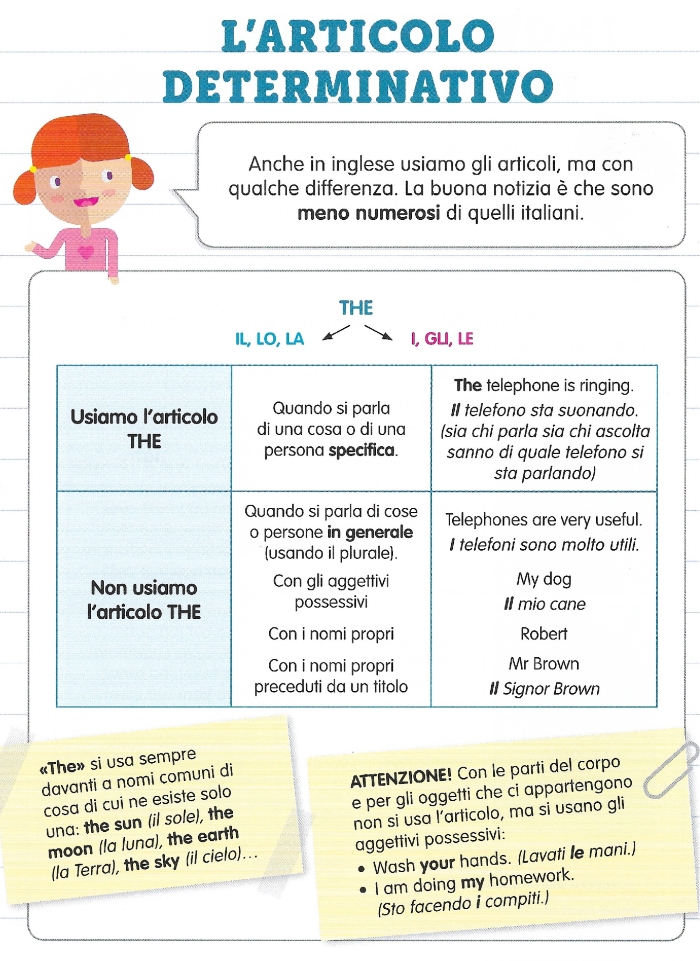 L'ARTICOLO
DETERMINATIVO
Anche in inglese usiamo gli articoli, ma con
qualche differenza. La buona notizia è che sono
meno numerosi di quelli italiani.
THE
IL, LO, LA
I, GLI, LE
Usiamo l'articolo
THE
Quando si parla
di una cosa o di una
persona specifica.
The telephone is ringing.
Il telefono sta suonando.
(sia chi parla sia chi ascolta
sanno di quale telefono si
sta parlando)
Non usiamo
l'articolo THE
Quando si parla di cose
o persone in generale
(usando il plurale).
Telephones are very useful.
I telefoni sono molto utili.
Con gli aggettivi
possessivi
My dog
Il mio cane
Con i nomi propri
Robert
Con i nomi propri
preceduti da un titolo
Mr Brown
Il Signor Brown
«The» si usa sempre
davanti a nomi comuni di
cosa di cui ne esiste solo
una: the sun (il sole), the
moon (la luna), the earth
(la Terra), the sky (il cielo)...
ATTENZIONE! Con le parti del corpo
e per gli oggetti che ci appartengono
non si usa l'articolo, ma si usano gli
aggettivi possessivi:
• Wash your hands. (Lavati le mani.)
• I am doing my homework.
(Sto facendo i compiti.)